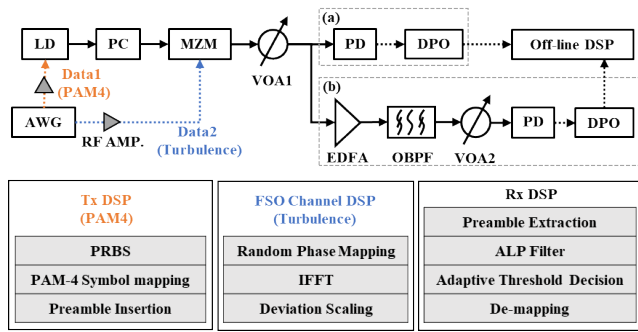 (a)
LD
PC
MZM
PD
DPO
Off-line DSP
VOA1
Data1
(PAM4)
(b)
AWG
RF AMP.
Data2
(Turbulence)
EDFA
OBPF
VOA2
PD
DPO
Tx DSP
(PAM4)
PRBS
PAM-4 Symbol mapping
Preamble Insertion
FSO Channel DSP
(Turbulence)
Random Phase Mapping
IFFT
Deviation Scaling
Rx DSP
Preamble Extraction
ALP Filter
Adaptive Threshold Decision
De-mapping